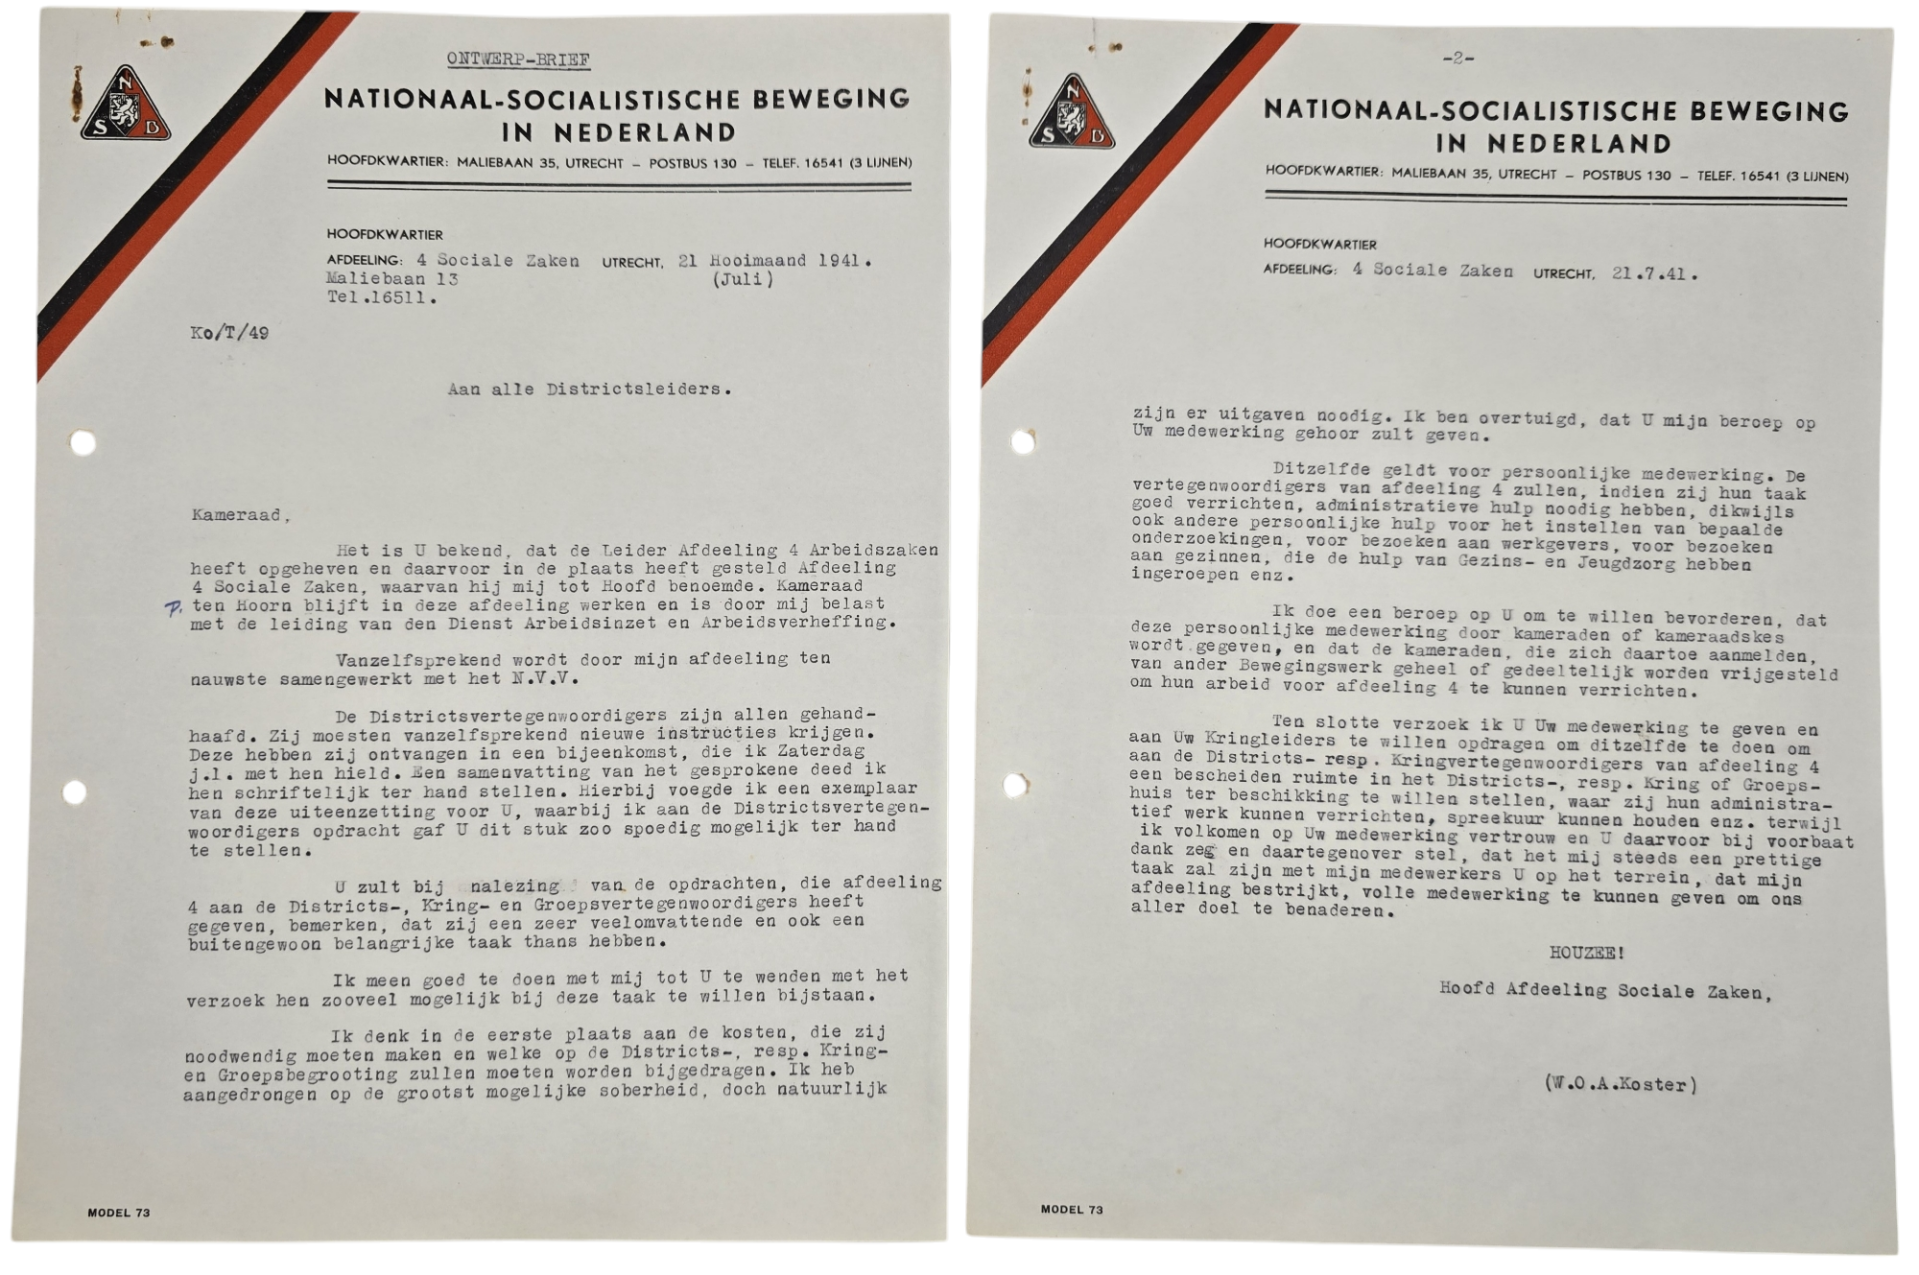 ONTWERP-BRIEF
N
S B
NATIONAAL-SOCIALISTISCHE BEWEGING
IN NEDERLAND
HOOFDKWARTIER: MALIEBAAN 35, UTRECHT – POSTBUS 130 – TELEF. 16541 (3 LIJNEN)
HOOFDKWARTIER
AFDEELING: 4 Sociale Zaken UTRECHT, 21 Hooimaand 1941.
Maliebaan 13 (Juli)
Tel.16511.
Ko/T/49
Aan alle Districtsleiders.
Kameraad,
Het is U bekend, dat de Leider Afdeeling 4 Arbeidszaken
heeft opgeheven en daarvoor in de plaats heeft gesteld Afdeeling
4 Sociale Zaken, waarvan hij mij tot Hoofd benoemde. Kameraad
P. ten Hoorn blijft in deze afdeeling werken en is door mij belast
met de leiding van den Dienst Arbeidsinzet en Arbeidsverheffing.
Vanzelfsprekend wordt door mijn afdeeling ten
nauwste samengewerkt met het N.V.V.
De Districtsvertegenwoordigers zijn allen gehand-
haafd. Zij moesten vanzelfsprekend nieuwe instructies krijgen.
Deze hebben zij ontvangen in een bijeenkomst, die ik Zaterdag
j.l. met hen hield. Een samenvatting van het gesprokene deed ik
hen schriftelijk ter hand stellen. Hierbij voegde ik een exemplaar
van deze uiteenzetting voor U, waarbij ik aan de Districtsvertegen-
woordigers opdracht gaf U dit stuk zoo spoedig mogelijk ter hand
te stellen.
U zult bij nalezing van de opdrachten, die afdeeling
4 aan de Districts-, Kring- en Groepsvertegenwoordigers heeft
gegeven, bemerken, dat zij een zeer veelomvattende en ook een
buitengewoon belangrijke taak thans hebben.
Ik meen goed te doen met mij tot U te wenden met het
verzoek hen zooveel mogelijk bij deze taak te willen bijstaan.
Ik denk in de eerste plaats aan de kosten, die zij
noodwendig moeten maken en welke op de Districts-, resp. Kring-
en Groepsbegrooting zullen moeten worden bijgedragen. Ik heb
aangedrongen op de grootst mogelijke soberheid, doch natuurlijk
MODEL 73
-2-
N
S B
NATIONAAL-SOCIALISTISCHE BEWEGING
IN NEDERLAND
HOOFDKWARTIER: MALIEBAAN 35, UTRECHT – POSTBUS 130 – TELEF. 16541 (3 LIJNEN)
HOOFDKWARTIER
AFDEELING: 4 Sociale Zaken UTRECHT, 21.7.41.
zijn er uitgaven noodig. Ik ben overtuigd, dat U mijn beroep op
Uw medewerking gehoor zult geven.
Ditzelfde geldt voor persoonlijke medewerking. De
vertegenwoordigers van afdeeling 4 zullen, indien zij hun taak
goed verrichten, administratieve hulp noodig hebben, dikwijls
ook andere persoonlijke hulp voor het instellen van bepaalde
onderzoekingen, voor bezoeken aan werkgevers, voor bezoeken
aan gezinnen, die de hulp van Gezins- en Jeugdzorg hebben
ingeroepen enz.
Ik doe een beroep op U om te willen bevorderen, dat
deze persoonlijke medewerking door kameraden of kameraadskes
wordt gegeven, en dat de kameraden, die zich daartoe aanmelden,
van ander Bewegingswerk geheel of gedeeltelijk worden vrijgesteld
om hun arbeid voor afdeeling 4 te kunnen verrichten.
Ten slotte verzoek ik U Uw medewerking te geven en
aan Uw Kringleiders te willen opdragen om ditzelfde te doen om
aan de Districts- resp. Kringvertegenwoordigers van afdeeling 4
een bescheiden ruimte in het Districts-, resp. Kring of Groeps-
huis ter beschikking te willen stellen, waar zij hun administra-
tief werk kunnen verrichten, spreekuur kunnen houden enz. terwijl
ik volkomen op Uw medewerking vertrouw en U daarvoor bij voorbaat
dank zeg en daartegenover stel, dat het mij steeds een prettige
taak zal zijn met mijn medewerkers U op het terrein, dat mijn
afdeeling bestrijkt, volle medewerking te kunnen geven om ons
aller doel te benaderen.
HOUZEE!
Hoofd Afdeeling Sociale Zaken,
(W.O.A.Koster)
MODEL 73